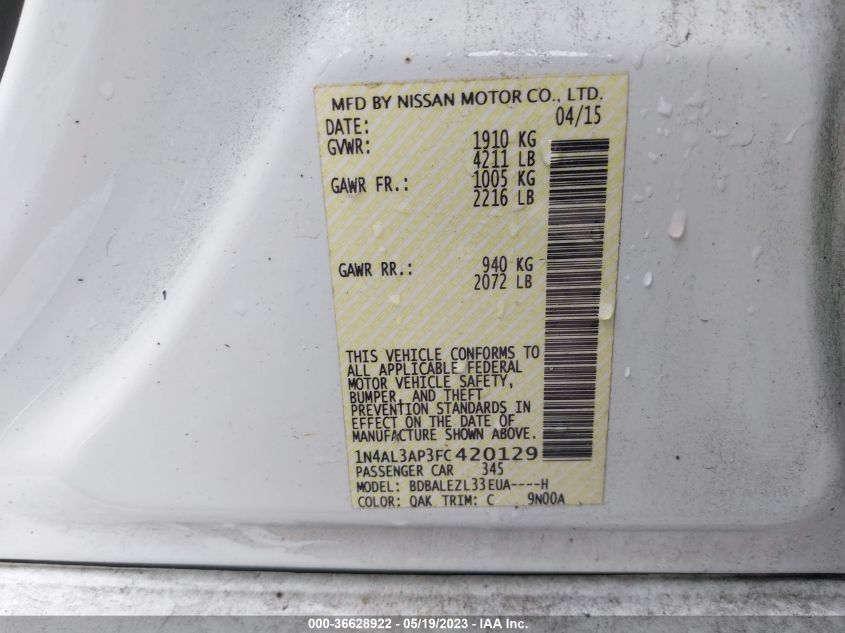 MFD BY NISSAN MOTOR CO., LTD.
DATE: 04/15
GVWR: 1910 KG
4211 LB
GAWR FR.: 1005 KG
2216 LB
GAWR RR.: 940 KG
2072 LB
THIS VEHICLE CONFORMS TO
ALL APPLICABLE FEDERAL
MOTOR VEHICLE SAFETY,
BUMPER, AND THEFT
PREVENTION STANDARDS IN
EFFECT ON THE DATE OF
MANUFACTURE SHOWN ABOVE.
1N4AL3AP3FC420129
PASSENGER CAR 345
MODEL: BDBALEZL33EUA----H
COLOR: QAK TRIM: C 9N00A
000-36628922 - 05/19/2023 - IAA Inc.